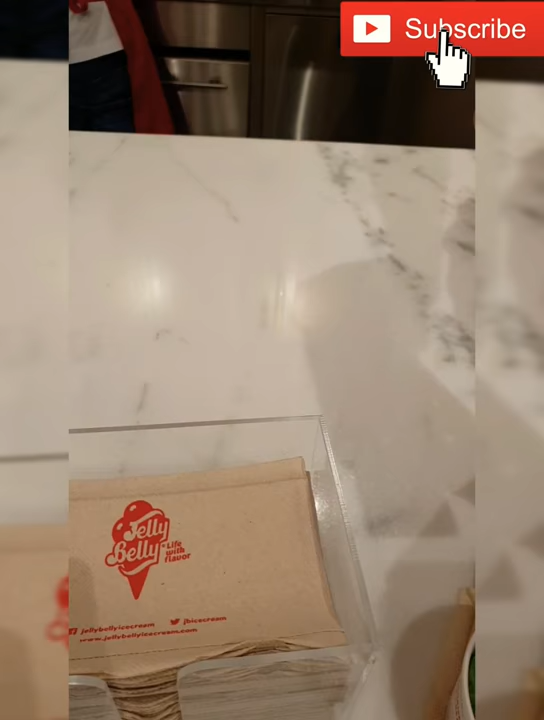 Subscribe
Jelly
Belly
Life
with
flavor
jellybellyicecream jbicecream
www.jellybellyicecream.com